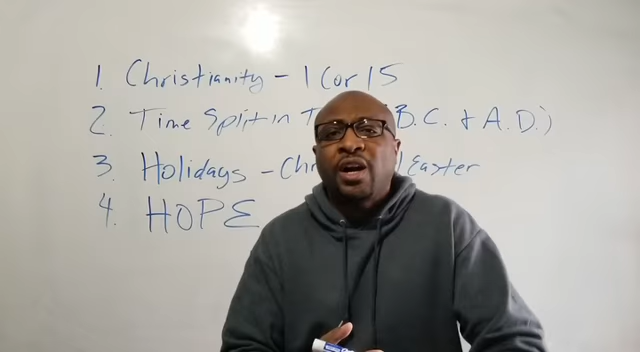 1. Christianity - 1 Cor 15
2. Time Split in (B.C. + A.D.)
3. Holidays - Easter
4. HOPE